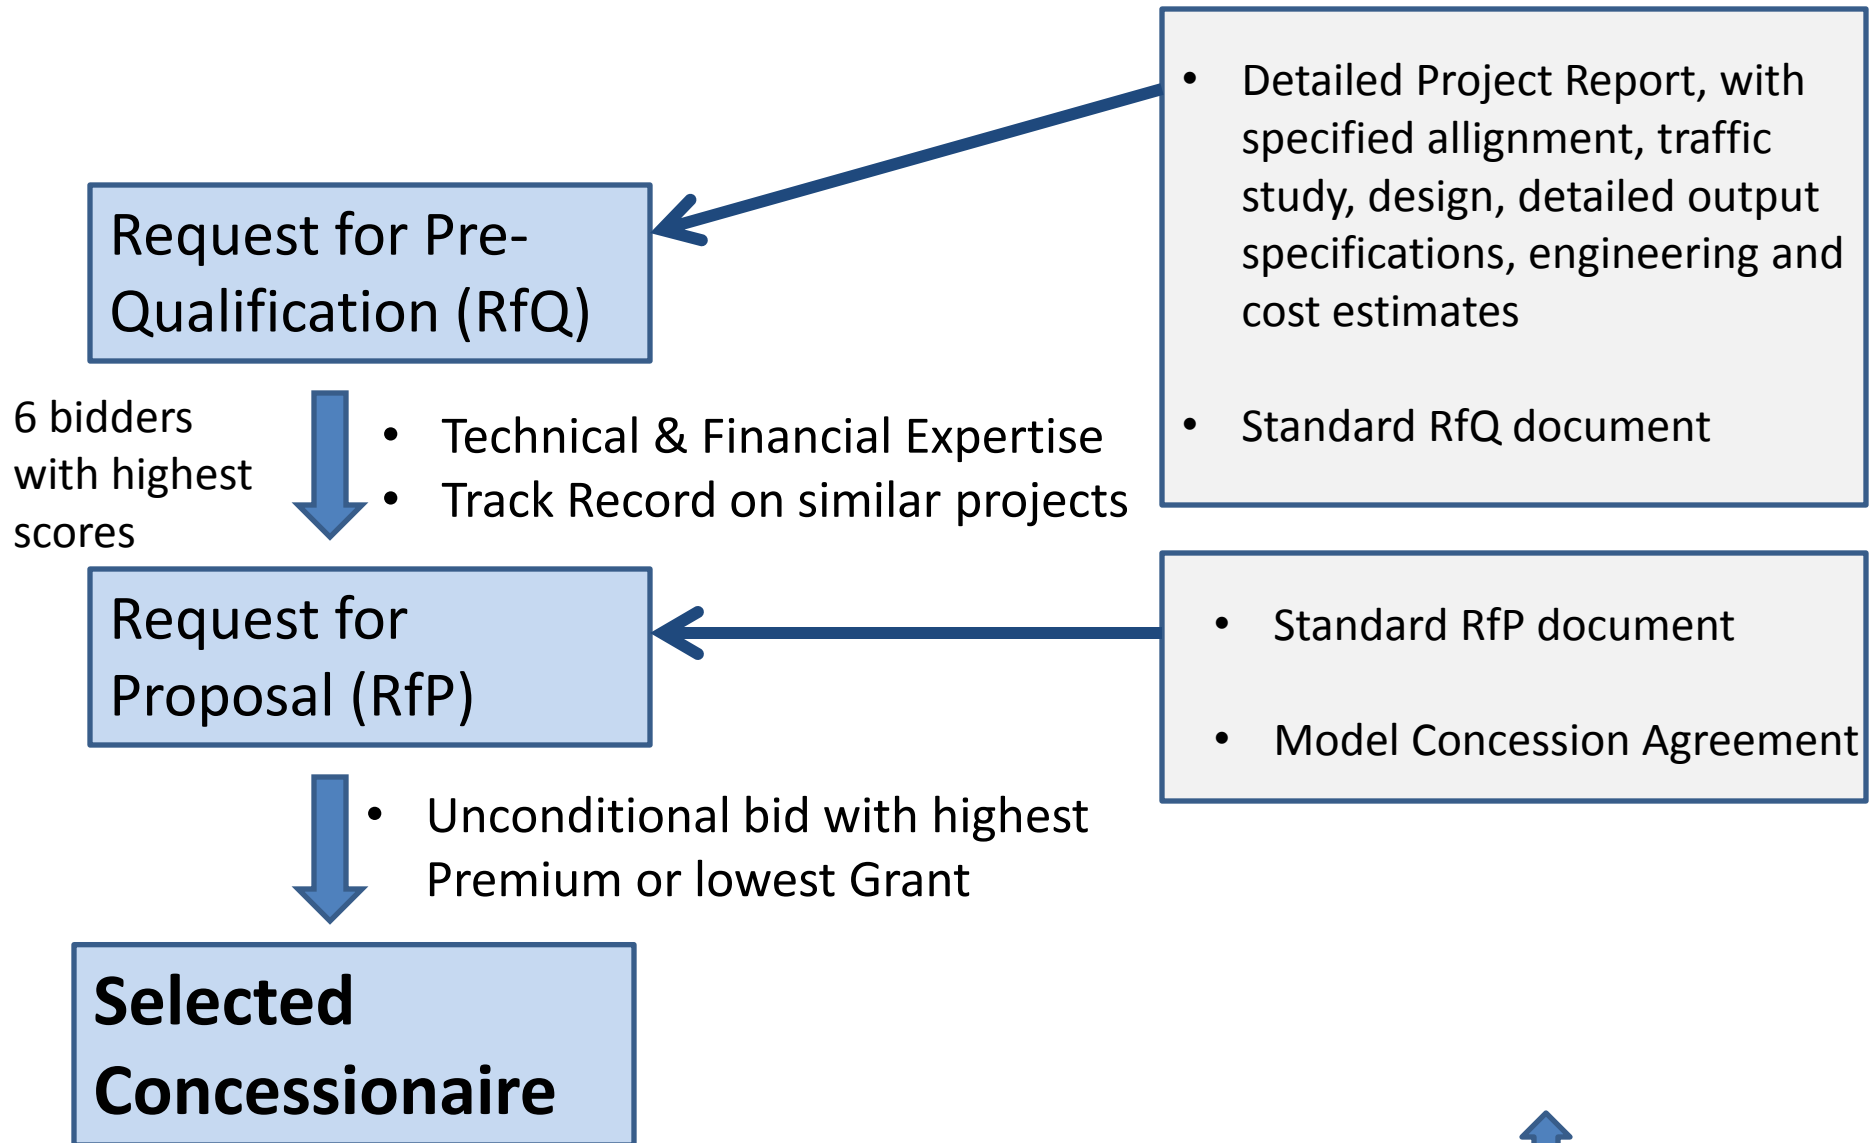 Request for Pre-
Qualification (RfQ)
• Detailed Project Report, with
specified allignment, traffic
study, design, detailed output
specifications, engineering and
cost estimates
• Standard RfQ document
6 bidders
with highest
scores
• Technical & Financial Expertise
• Track Record on similar projects
Request for
Proposal (RfP)
• Standard RfP document
• Model Concession Agreement
• Unconditional bid with highest
Premium or lowest Grant
Selected
Concessionaire